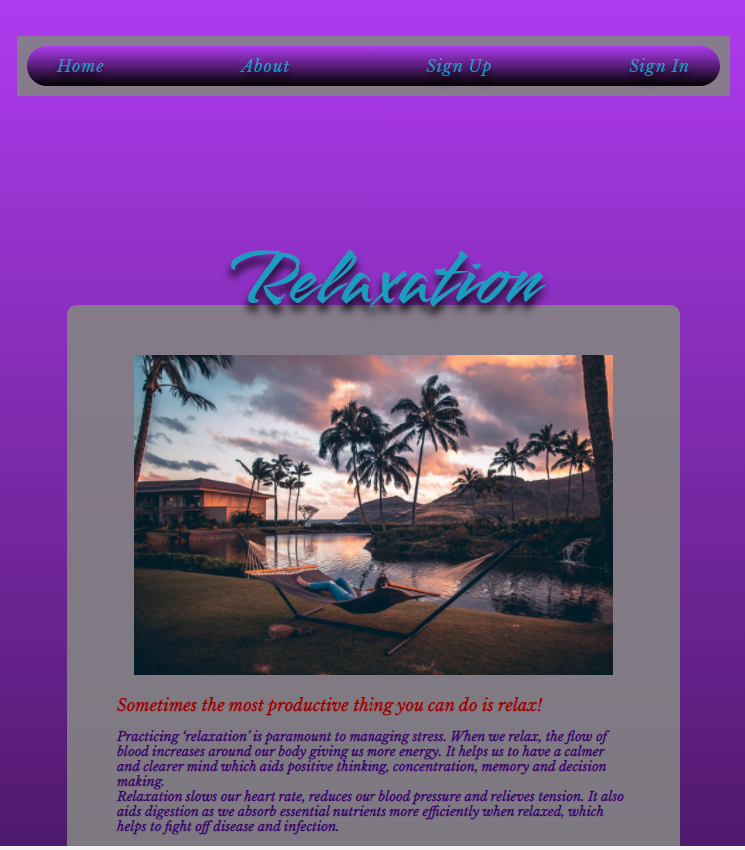 Home About Sign Up Sign In
Relaxation
Sometimes the most productive thing you can do is relax!
Practicing ‘relaxation’ is paramount to managing stress. When we relax, the flow of
blood increases around our body giving us more energy. It helps us to have a calmer
and clearer mind which aids positive thinking, concentration, memory and decision
making.
Relaxation slows our heart rate, reduces our blood pressure and relieves tension. It also
aids digestion as we absorb essential nutrients more efficiently when relaxed, which
helps to fight off disease and infection.